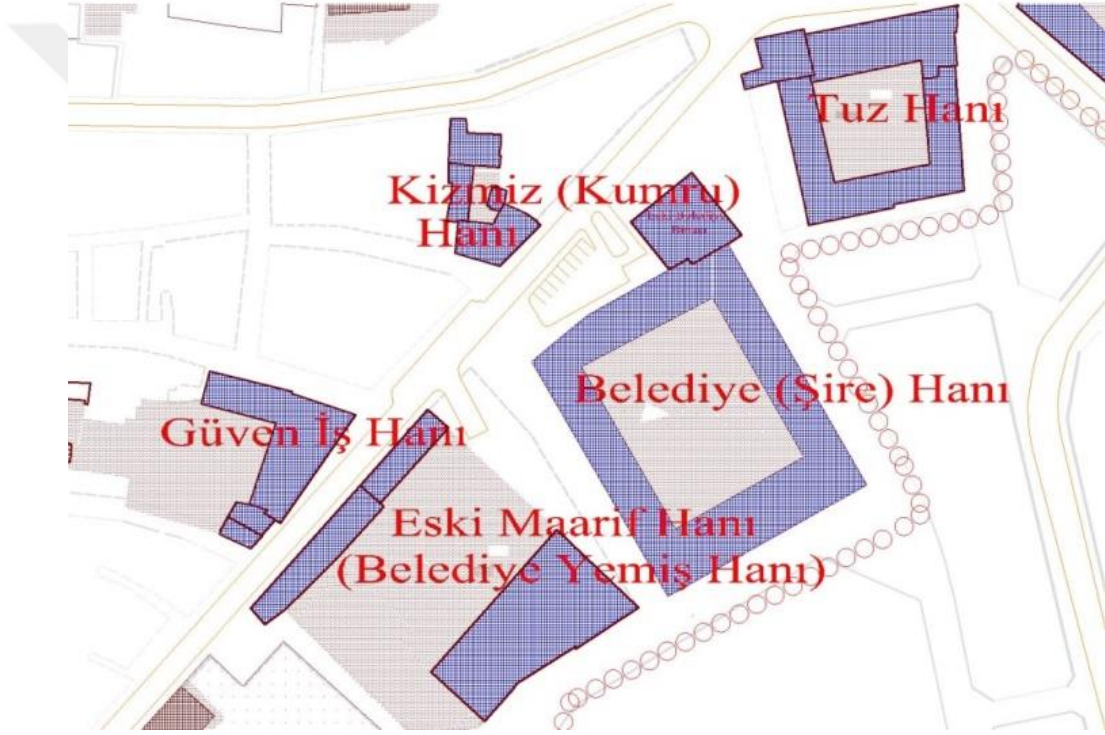 Tuz Hanı
Kizmiz (Kumru)
Hanı
Belediye (Şire) Hanı
Güven İş Hanı
Eski Maarif Hanı
(Belediye Yemiş Hanı)